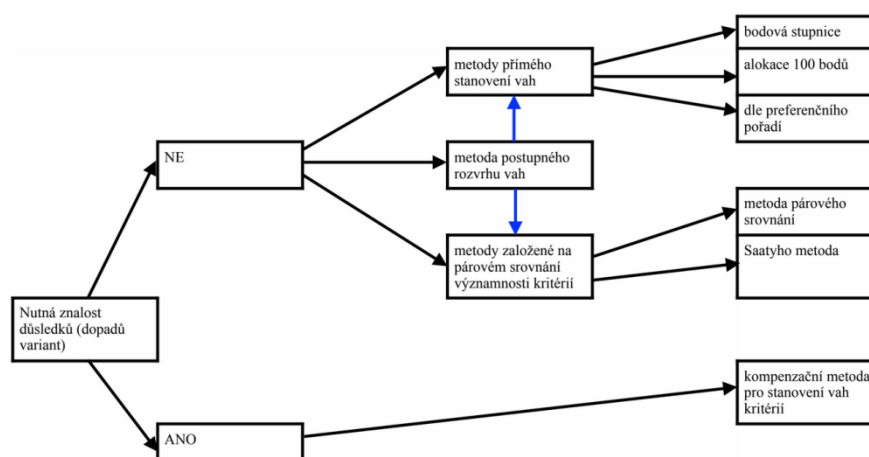 bodová stupnice
metody přímého
stanovení vah
alokace 100 bodů
dle preferenčního
pořadí
NE
metoda postupného
rozvrhu vah
metoda párového
srovnání
metody založené na
párovém srovnání
významnosti kritérií
Saatyho metoda
Nutná znalost
důsledků (dopadů
variant)
kompenzační metoda
pro stanovení vah
kritérií
ANO